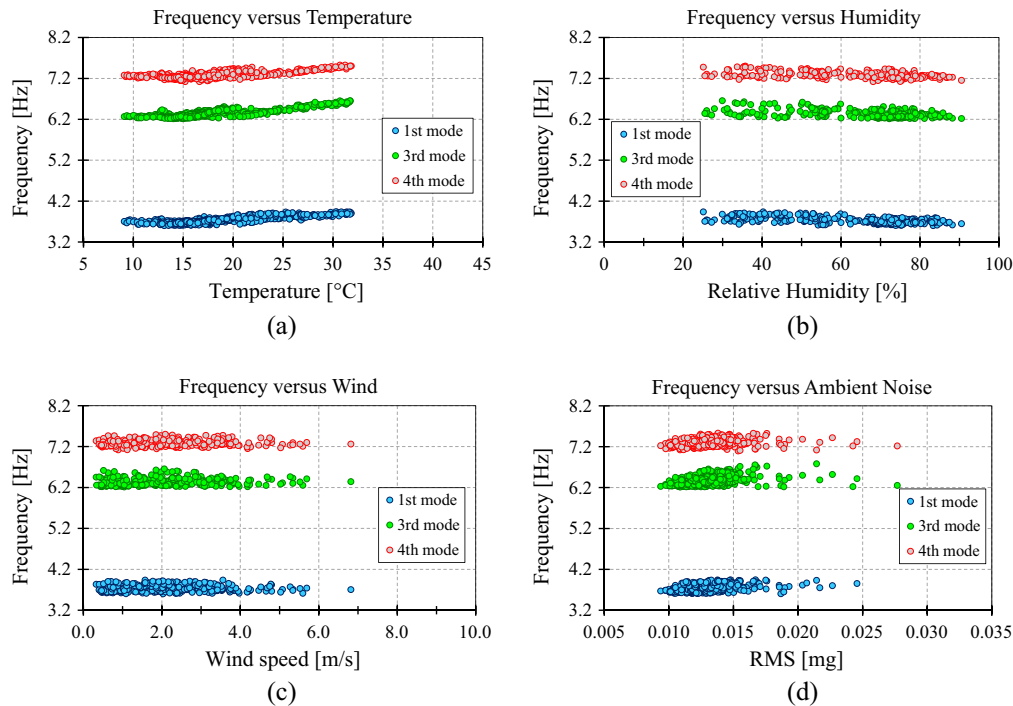 Frequency versus Temperature
Frequency [Hz]
8.2
7.2
6.2
5.2
4.2
3.2
1st mode
3rd mode
4th mode
5 10 15 20 25 30 35 40 45
Temperature [°C]
(a)
Frequency versus Humidity
Frequency [Hz]
8.2
7.2
6.2
5.2
4.2
3.2
1st mode
3rd mode
4th mode
0 20 40 60 80 100
Relative Humidity [%]
(b)
Frequency versus Wind
Frequency [Hz]
8.2
7.2
6.2
5.2
4.2
3.2
1st mode
3rd mode
4th mode
0.0 2.0 4.0 6.0 8.0 10.0
Wind speed [m/s]
(c)
Frequency versus Ambient Noise
Frequency [Hz]
8.2
7.2
6.2
5.2
4.2
3.2
1st mode
3rd mode
4th mode
0.005 0.010 0.015 0.020 0.025 0.030 0.035
RMS [mg]
(d)